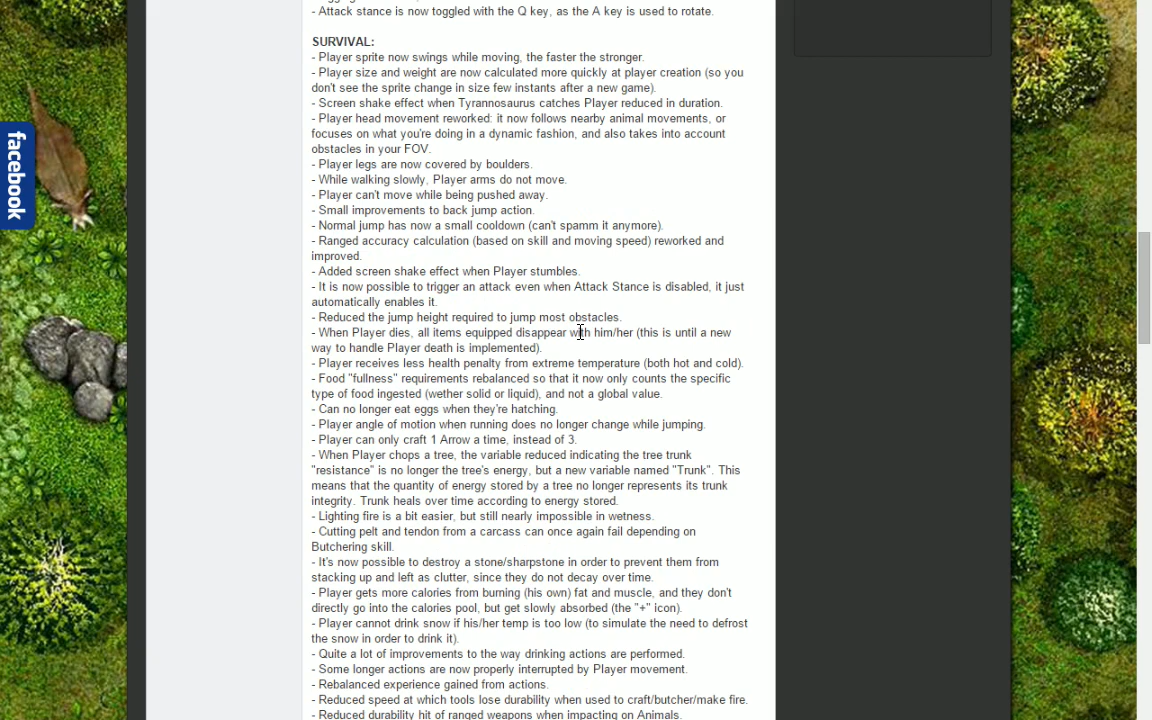 - Attack stance is now toggled with the Q key, as the A key is used to rotate.
SURVIVAL:
- Player sprite now swings while moving, the faster the stronger.
- Player size and weight are now calculated more quickly at player creation (so you
don't see the sprite change in size few instants after a new game).
- Screen shake effect when Tyrannosaurus catches Player reduced in duration.
- Player head movement reworked: it now follows nearby animal movements, or
focuses on what you're doing in a dynamic fashion, and also takes into account
obstacles in your FOV.
- Player legs are now covered by boulders.
- While walking slowly, Player arms do not move.
- Player can't move while being pushed away.
- Small improvements to back jump action.
- Normal jump has now a small cooldown (can't spamm it anymore).
- Ranged accuracy calculation (based on skill and moving speed) reworked and
improved.
- Added screen shake effect when Player stumbles.
- It is now possible to trigger an attack even when Attack Stance is disabled, it just
automatically enables it.
- Reduced the jump height required to jump most obstacles.
- When Player dies, all items equipped disappear with him/her (this is until a new
way to handle Player death is implemented).
- Player receives less health penalty from extreme temperature (both hot and cold).
- Food "fullness" requirements rebalanced so that it now only counts the specific
type of food ingested (wether solid or liquid), and not a global value.
- Can no longer eat eggs when they're hatching.
- Player angle of motion when running does no longer change while jumping.
- Player can only craft 1 Arrow a time, instead of 3.
- When Player chops a tree, the variable reduced indicating the tree trunk
"resistance" is no longer the tree's energy, but a new variable named "Trunk". This
means that the quantity of energy stored by a tree no longer represents its trunk
integrity. Trunk heals over time according to energy stored.
- Lighting fire is a bit easier, but still nearly impossible in wetness.
- Cutting pelt and tendon from a carcass can once again fail depending on
Butchering skill.
- It's now possible to destroy a stone/sharpstone in order to prevent them from
stacking up and left as clutter, since they do not decay over time.
- Player gets more calories from burning (his own) fat and muscle, and they don't
directly go into the calories pool, but get slowly absorbed (the "+" icon).
- Player cannot drink snow if his/her temp is too low (to simulate the need to defrost
the snow in order to drink it).
- Quite a lot of improvements to the way drinking actions are performed.
- Some longer actions are now properly interrupted by Player movement.
- Rebalanced experience gained from actions.
- Reduced speed at which tools lose durability when used to craft/butcher/make fire.
- Reduced durability hit of ranged weapons when impacting on Animals.
facebook